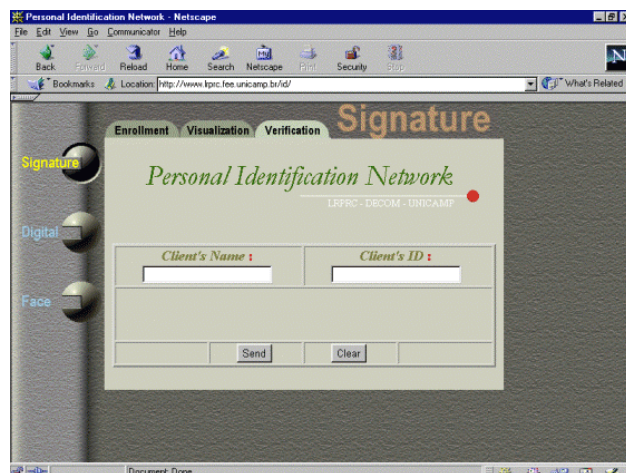 Personal Identification Network - Netscape
File Edit View Go Communicator Help
Back Forward Reload Home Search Netscape Print Security Stop
Bookmarks Location: http://www.lrprc.fee.unicamp.br/id/ What's Related
Signature
Enrollment Visualization Verification
Signature
Personal Identification Network
LRPRC - DECOM - UNICAMP
Digital
Client's Name : Client's ID :
Face
Send Clear
Document: Done